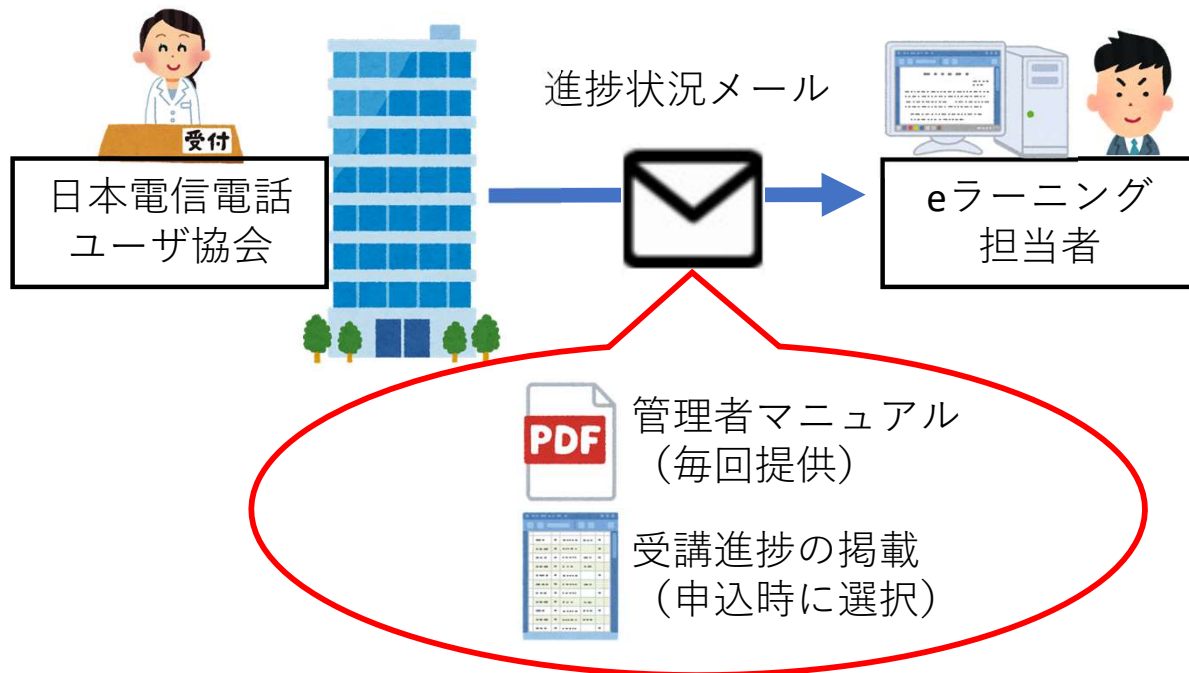 受付
日本電信電話
ユーザ協会
進捗状況メール
eラーニング
担当者
PDF
管理者マニュアル
（毎回提供）
受講進捗の掲載
（申込時に選択）